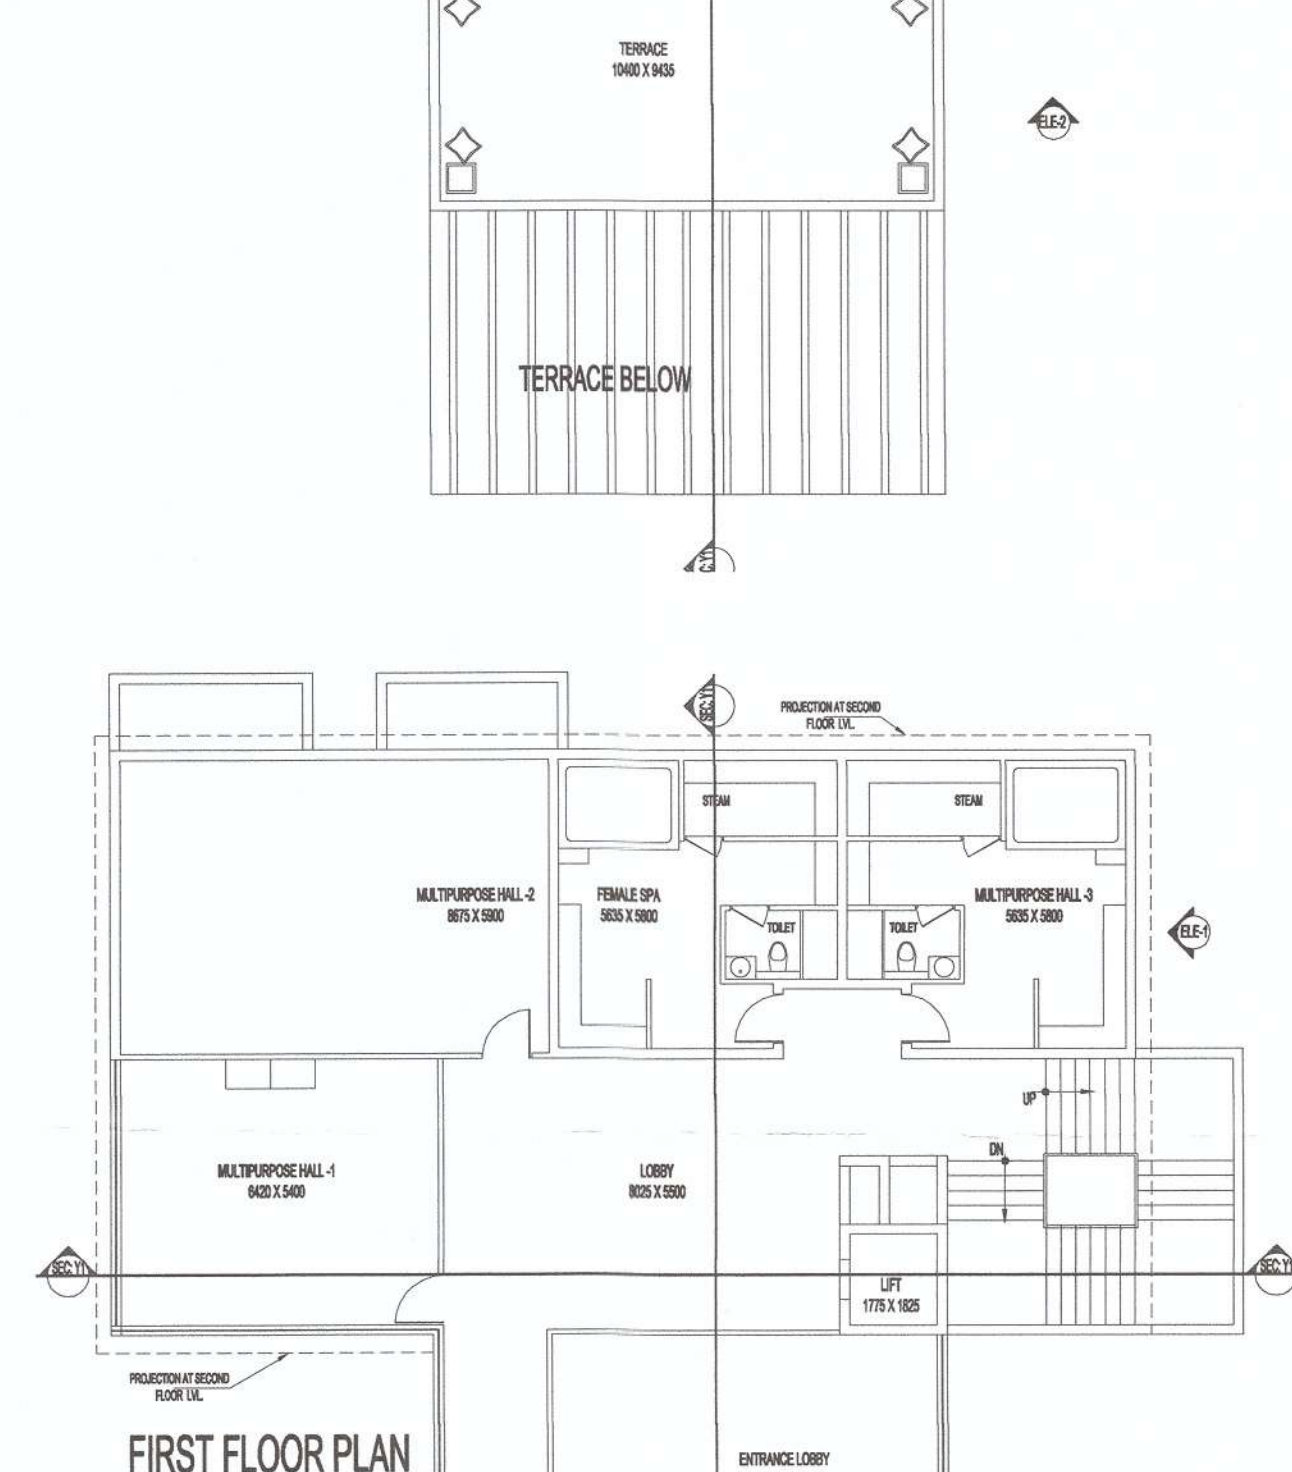 TERRACE
10400 X 9435
ELE-2
TERRACE BELOW
SEC: Y1
PROJECTION AT SECOND
FLOOR LVL.
STEAM
STEAM
MULTIPURPOSE HALL -2
8675 X 5900
FEMALE SPA
5635 X 5800
MULTIPURPOSE HALL -3
5635 X 5800
TOILET
TOILET
ELE-1
UP
DN
MULTIPURPOSE HALL -1
6420 X 5400
LOBBY
8025 X 5500
SEC: Y1
SEC: Y1
LIFT
1775 X 1825
PROJECTION AT SECOND
FLOOR LVL.
FIRST FLOOR PLAN
ENTRANCE LOBBY